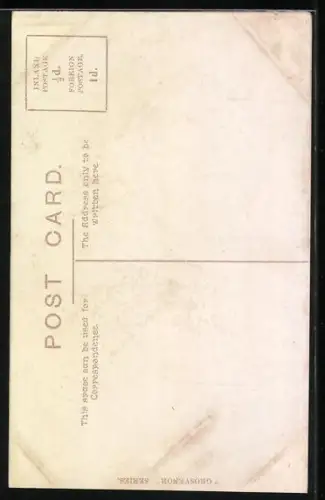 POST CARD.
This space can be used for
Correspondence.
The Address only to be
written here.
INLAND
POSTAGE
½d.
FOREIGN
POSTAGE,
1d.
"GROSVENOR SERIES.